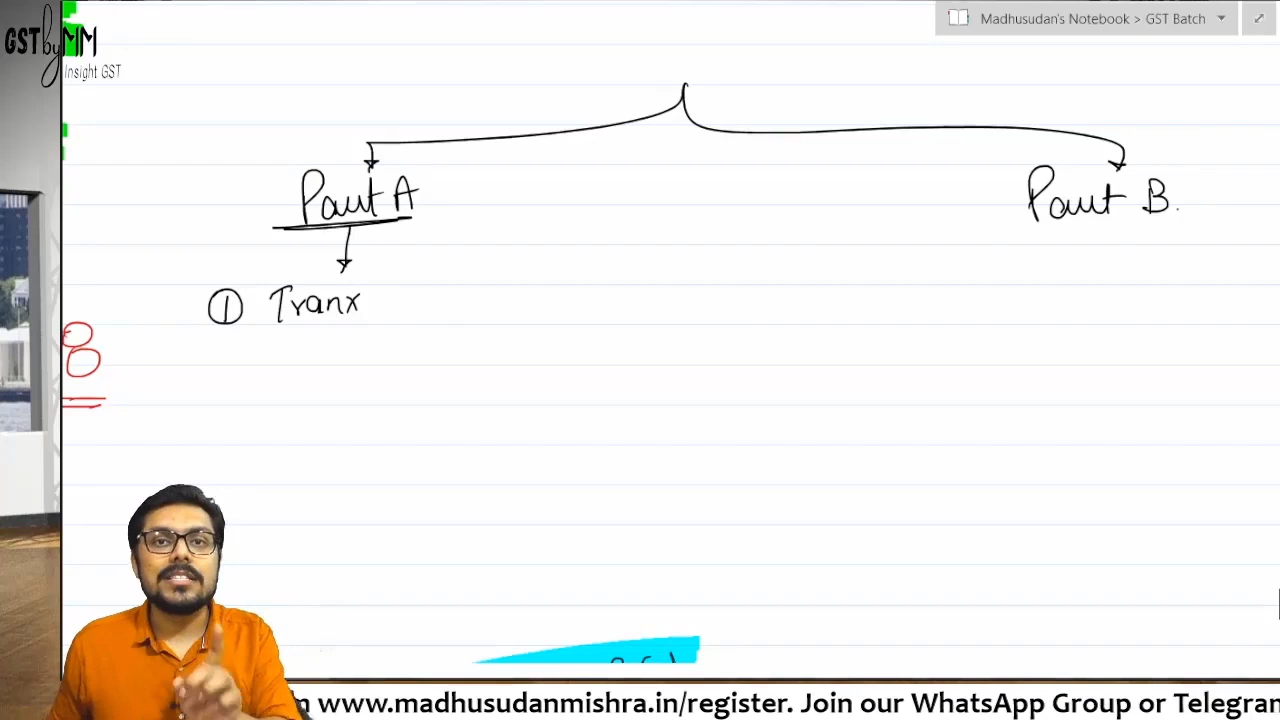 GST by MM
Insight GST
Madhusudan's Notebook > GST Batch
Part A
Part B.
① Tranx
8
www.madhusudanmishra.in/register. Join our WhatsApp Group or Telegram